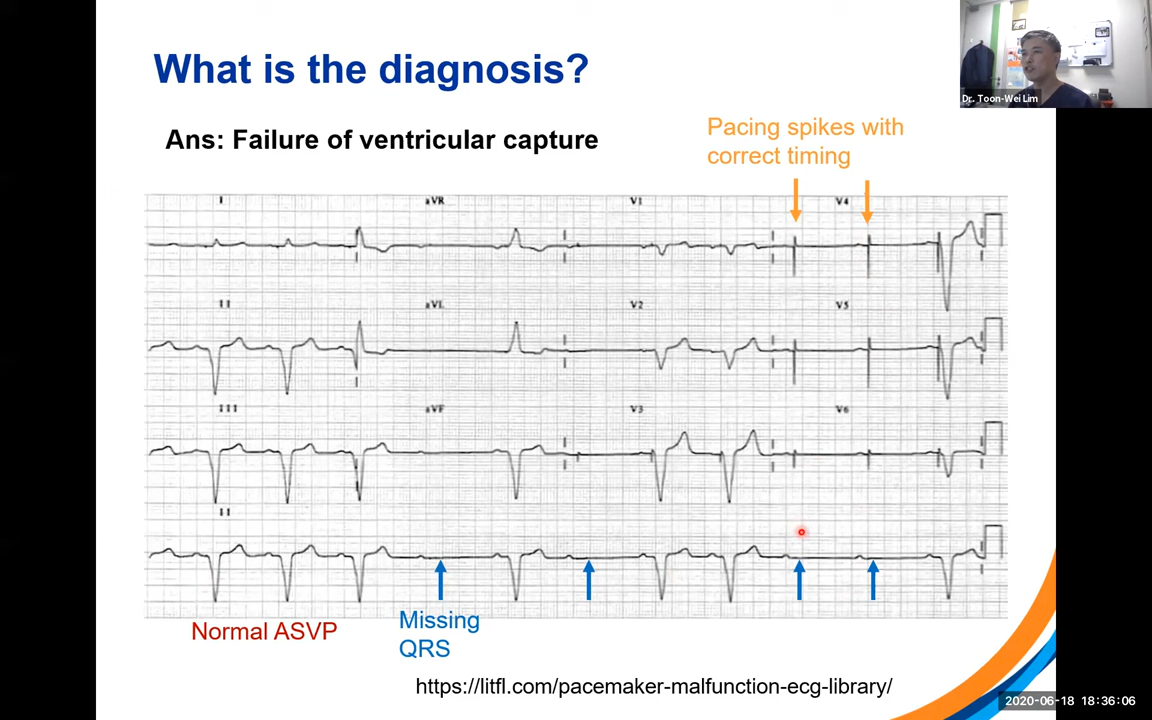 What is the diagnosis?
Dr. Toon-Wei Lim
Ans: Failure of ventricular capture
Pacing spikes with
correct timing
I aVR V1 V4
II aVL V2 V5
III aVF V3 V6
II
Normal ASVP
Missing
QRS
https://litfl.com/pacemaker-malfunction-ecg-library/
2020-06-18 18:36:06